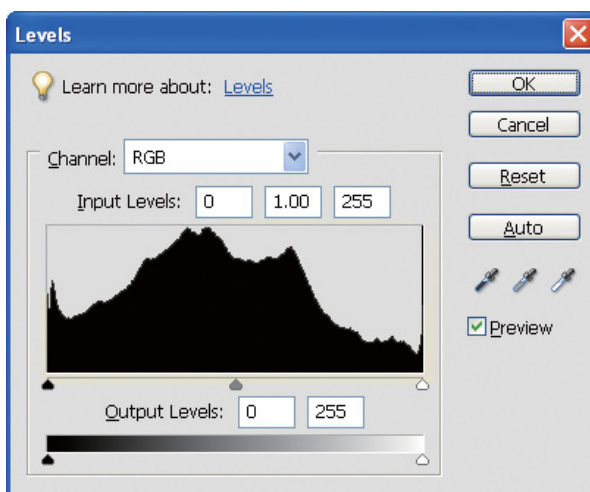 Levels
Learn more about: Levels
OK
Cancel
Channel: RGB
Reset
Input Levels: 0 1.00 255
Auto
Preview
Output Levels: 0 255